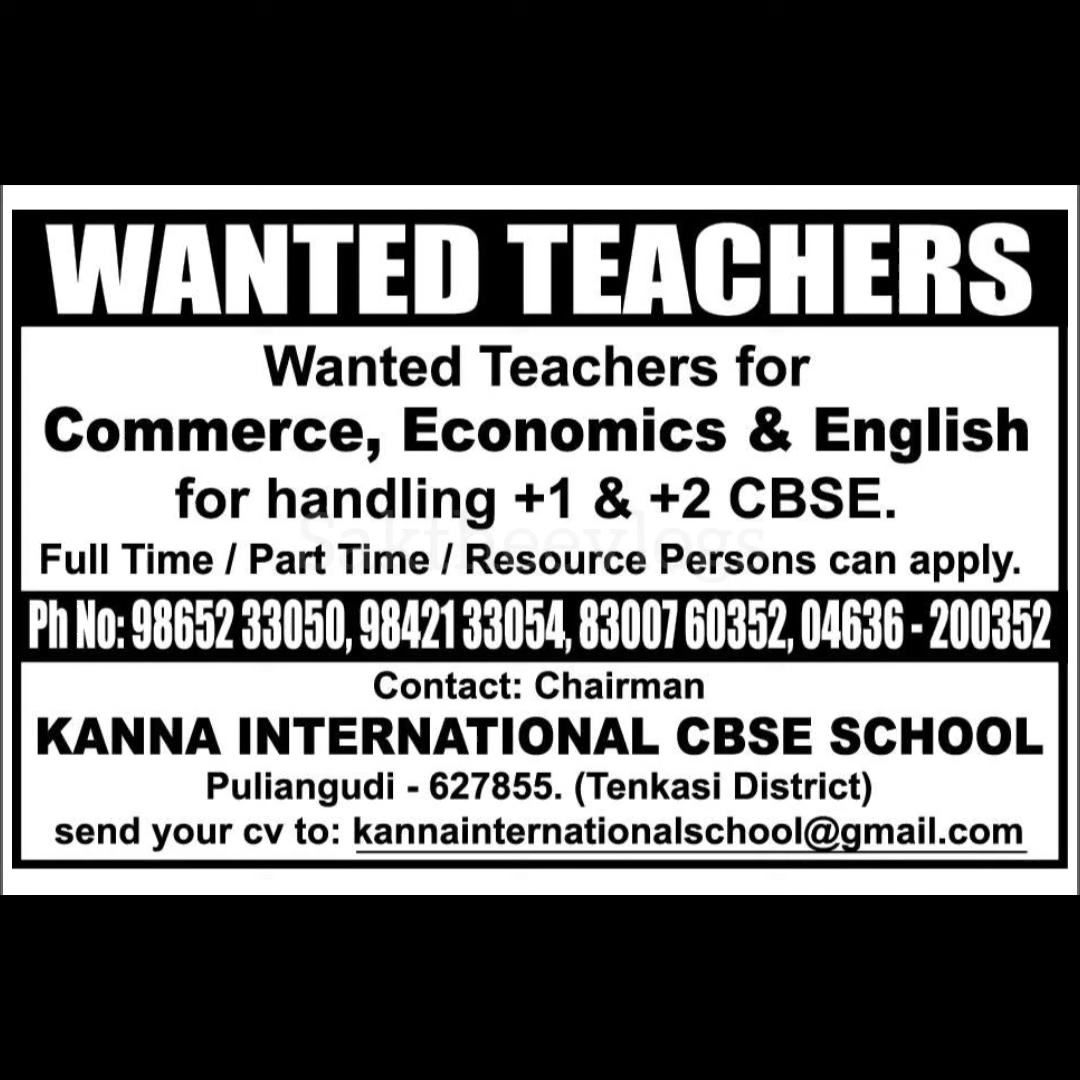 WANTED TEACHERS
Wanted Teachers for
Commerce, Economics & English
for handling +1 & +2 CBSE.
Saktheevlogs
Full Time / Part Time / Resource Persons can apply.
Ph No: 98652 33050, 98421 33054, 83007 60352, 04636 - 200352
Contact: Chairman
KANNA INTERNATIONAL CBSE SCHOOL
Puliangudi - 627855. (Tenkasi District)
send your cv to: kannainternationalschool@gmail.com